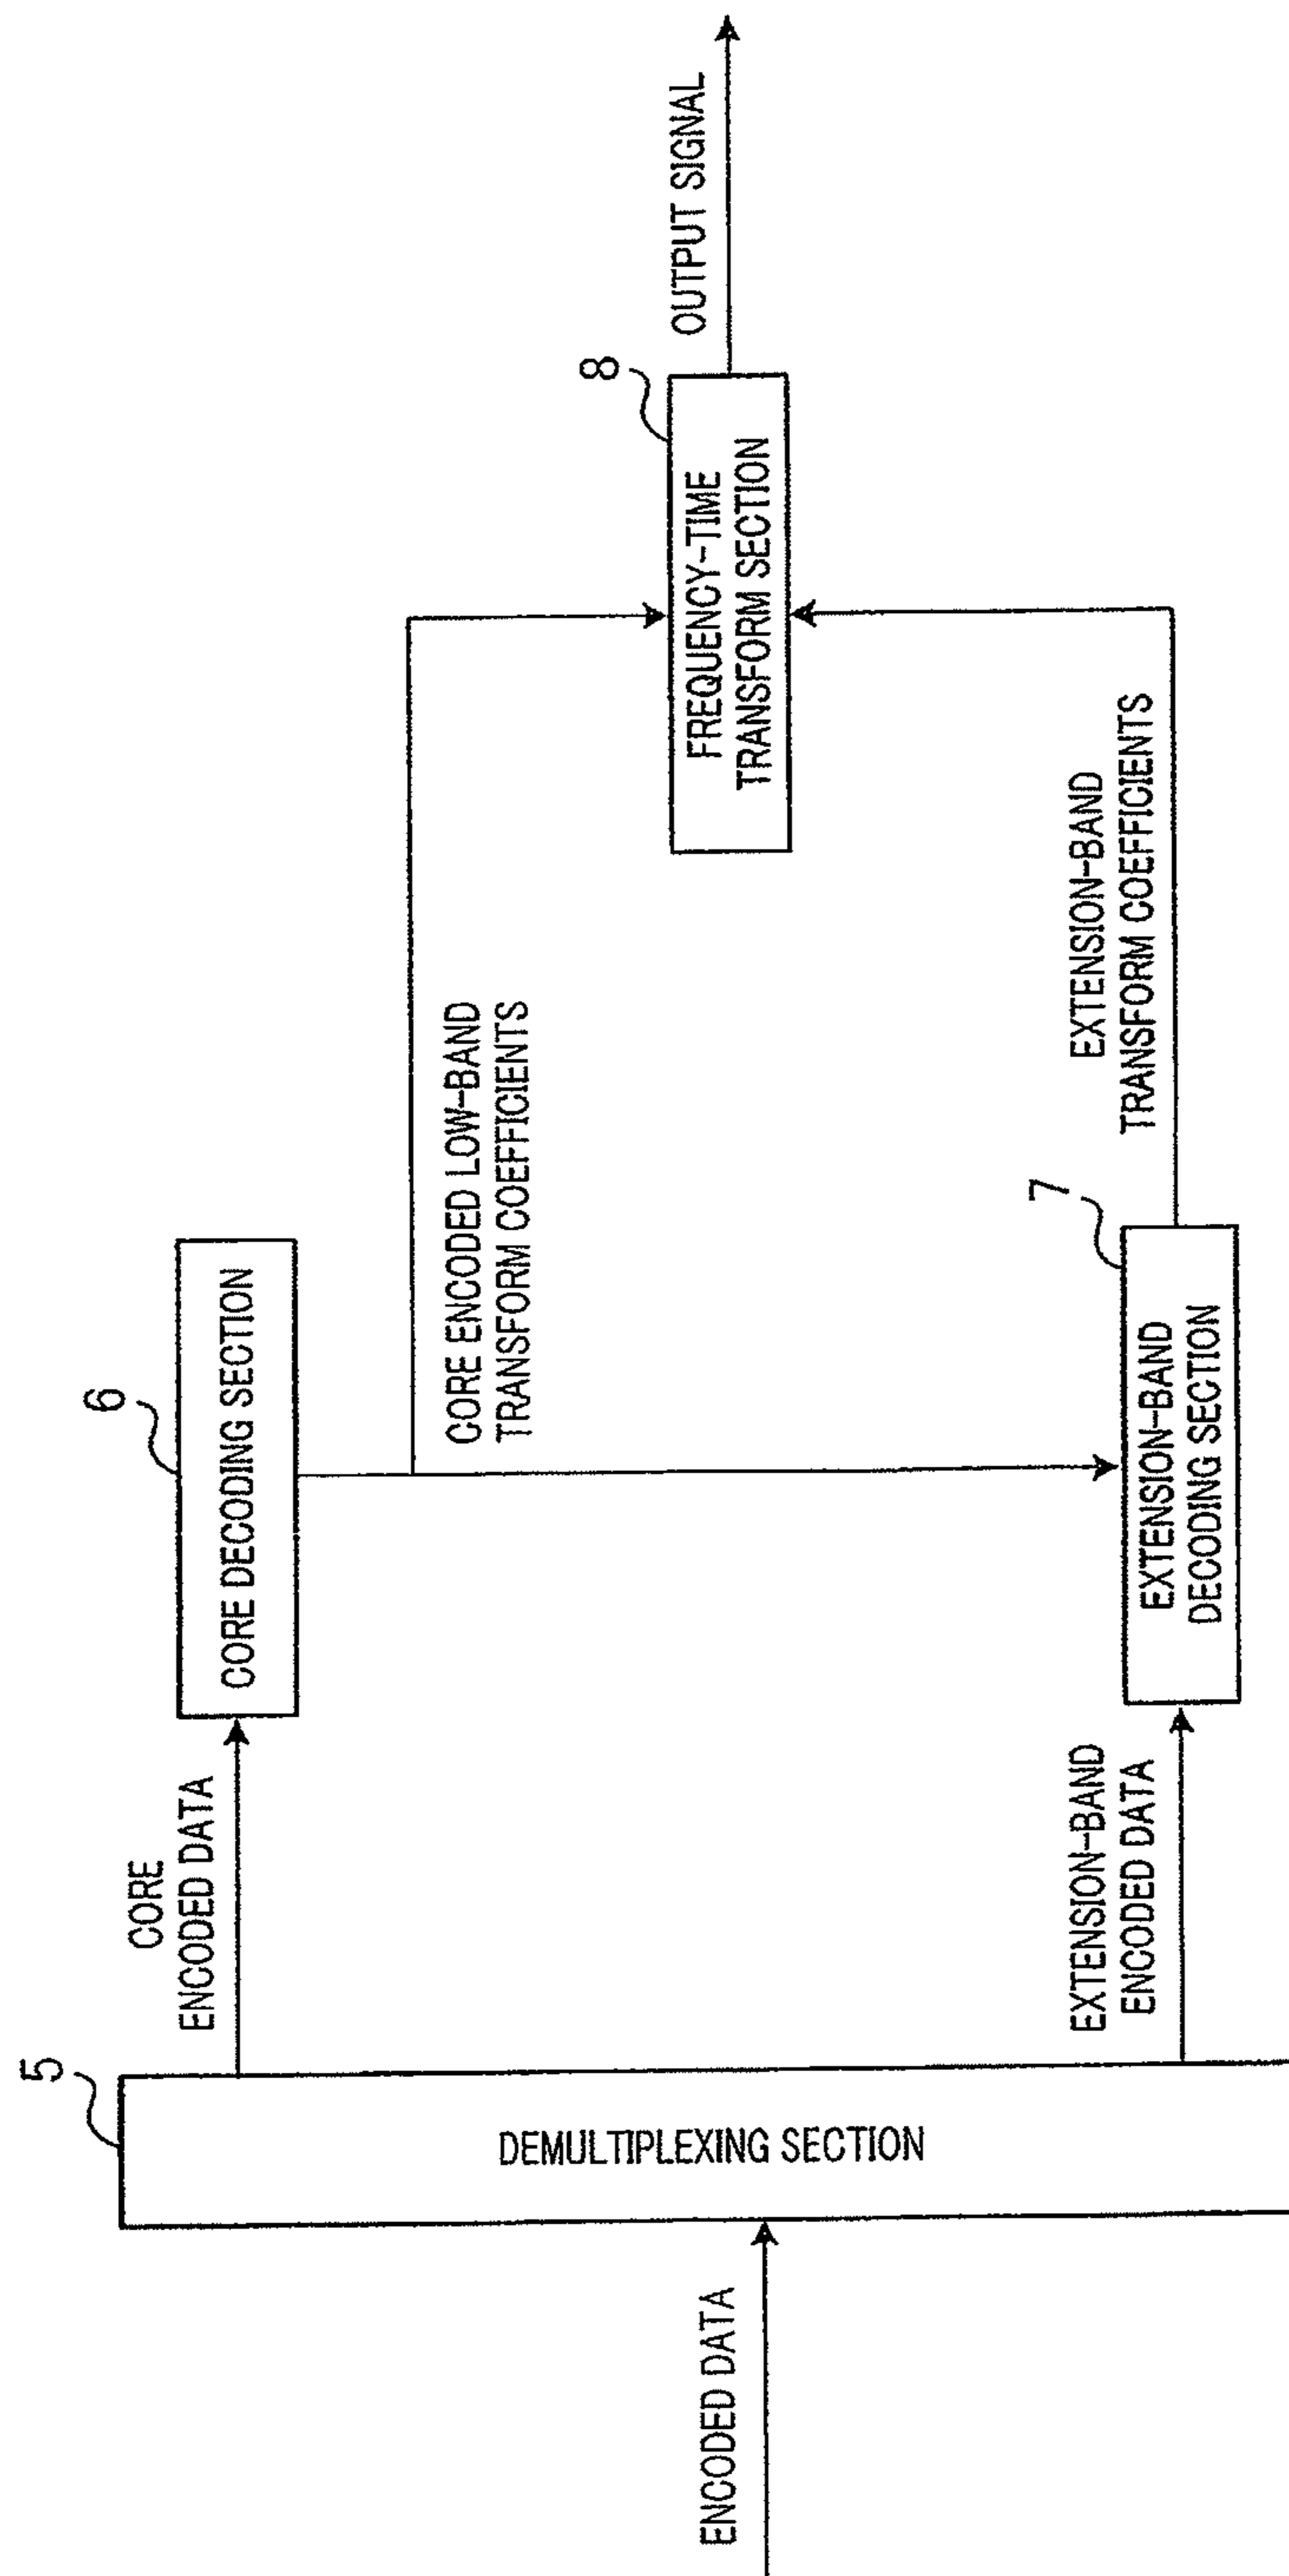 ENCODED DATA
5
DEMULTIPLEXING SECTION
CORE
ENCODED DATA
EXTENSION-BAND
ENCODED DATA
6
CORE DECODING SECTION
7
EXTENSION-BAND
DECODING SECTION
CORE ENCODED LOW-BAND
TRANSFORM COEFFICIENTS
EXTENSION-BAND
TRANSFORM COEFFICIENTS
8
FREQUENCY-TIME
TRANSFORM SECTION
OUTPUT SIGNAL